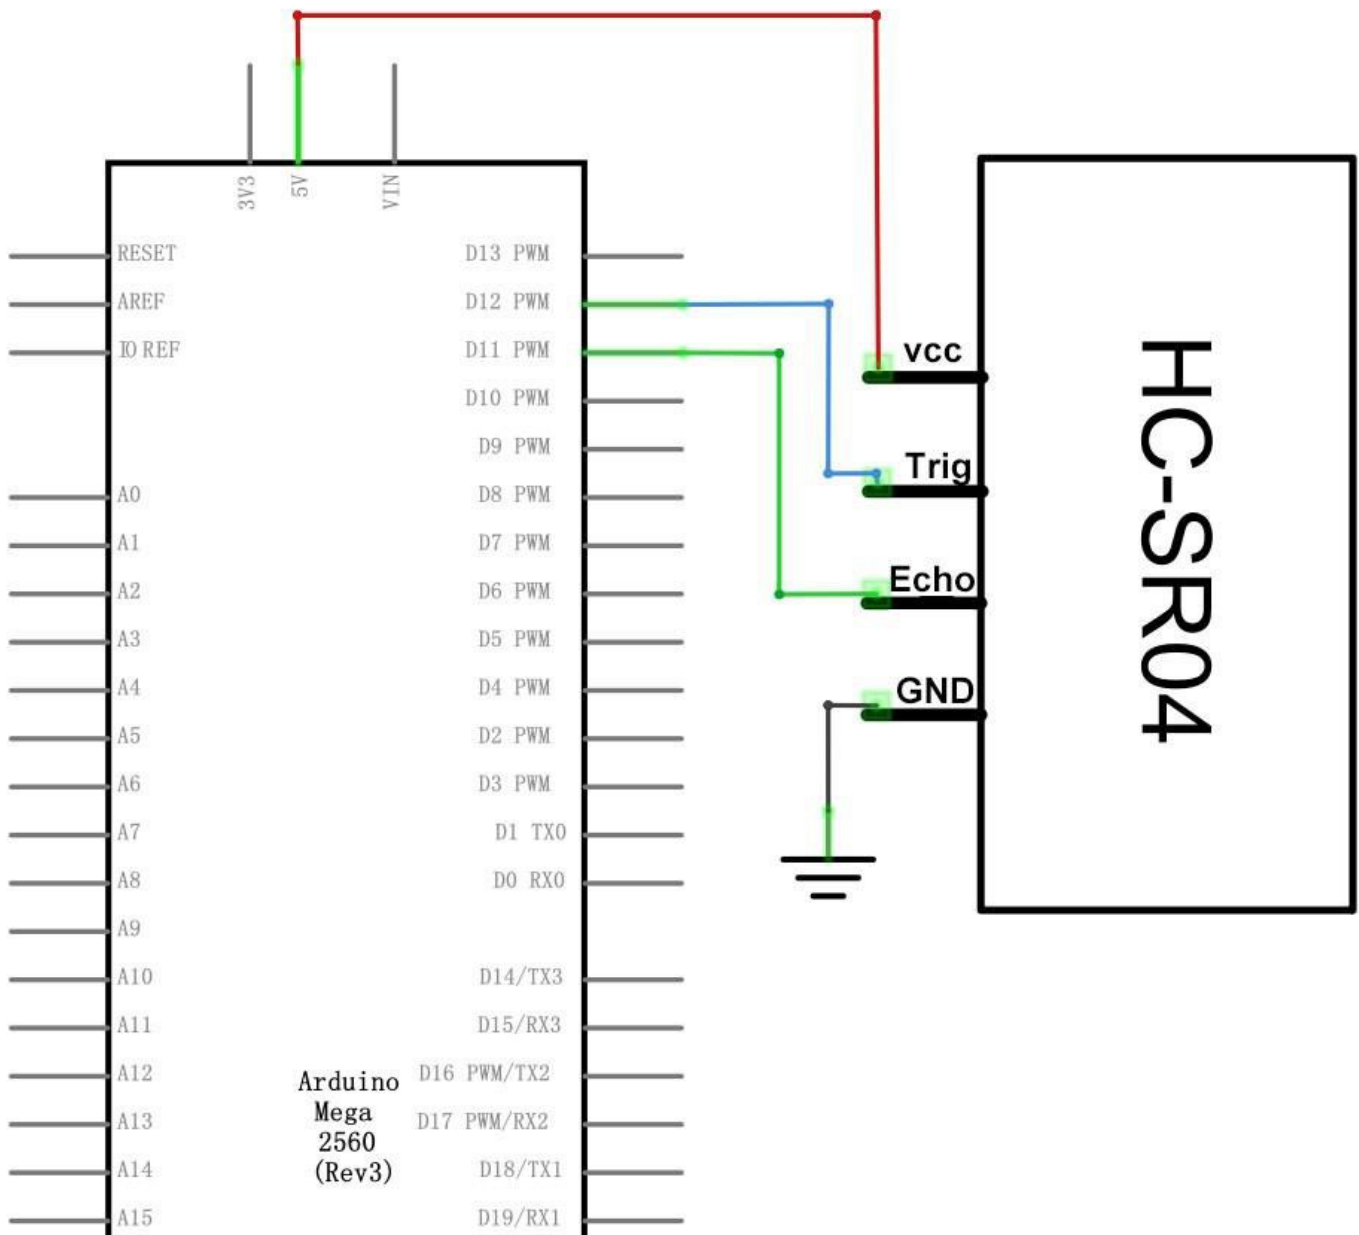 3V3
5V
VIN
RESET
D13 PWM
AREF
D12 PWM
IO REF
D11 PWM
D10 PWM
D9 PWM
A0
D8 PWM
A1
D7 PWM
A2
D6 PWM
A3
D5 PWM
A4
D4 PWM
A5
D2 PWM
A6
D3 PWM
A7
D1 TX0
A8
D0 RX0
A9
A10
D14/TX3
A11
D15/RX3
A12
D16 PWM/TX2
A13
D17 PWM/RX2
A14
D18/TX1
A15
D19/RX1
Arduino
Mega
2560
(Rev3)
vcc
Trig
Echo
GND
HC-SR04